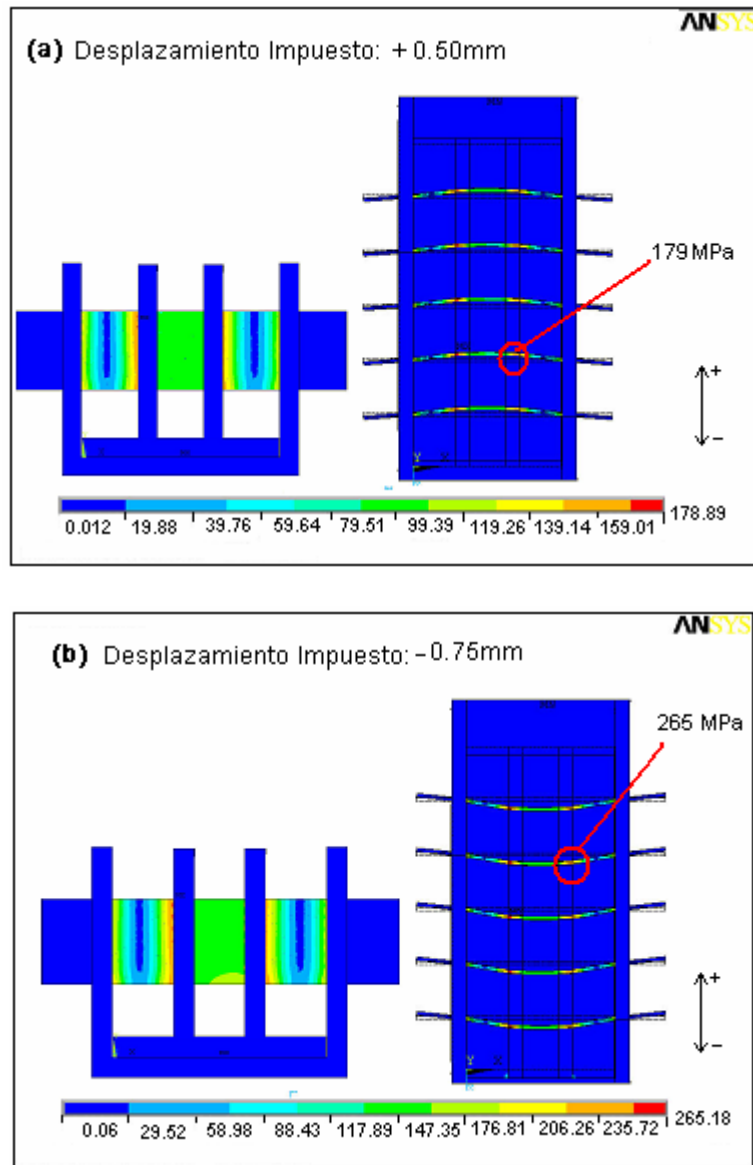 ANSYS
(a) Desplazamiento Impuesto: +0.50mm
179 MPa
+
−
Y
X
X
0.012 19.88 39.76 59.64 79.51 99.39 119.26 139.14 159.01 178.89
ANSYS
(b) Desplazamiento Impuesto: −0.75mm
265 MPa
+
−
Y
X
X
0.06 29.52 58.98 88.43 117.89 147.35 176.81 206.26 235.72 265.18